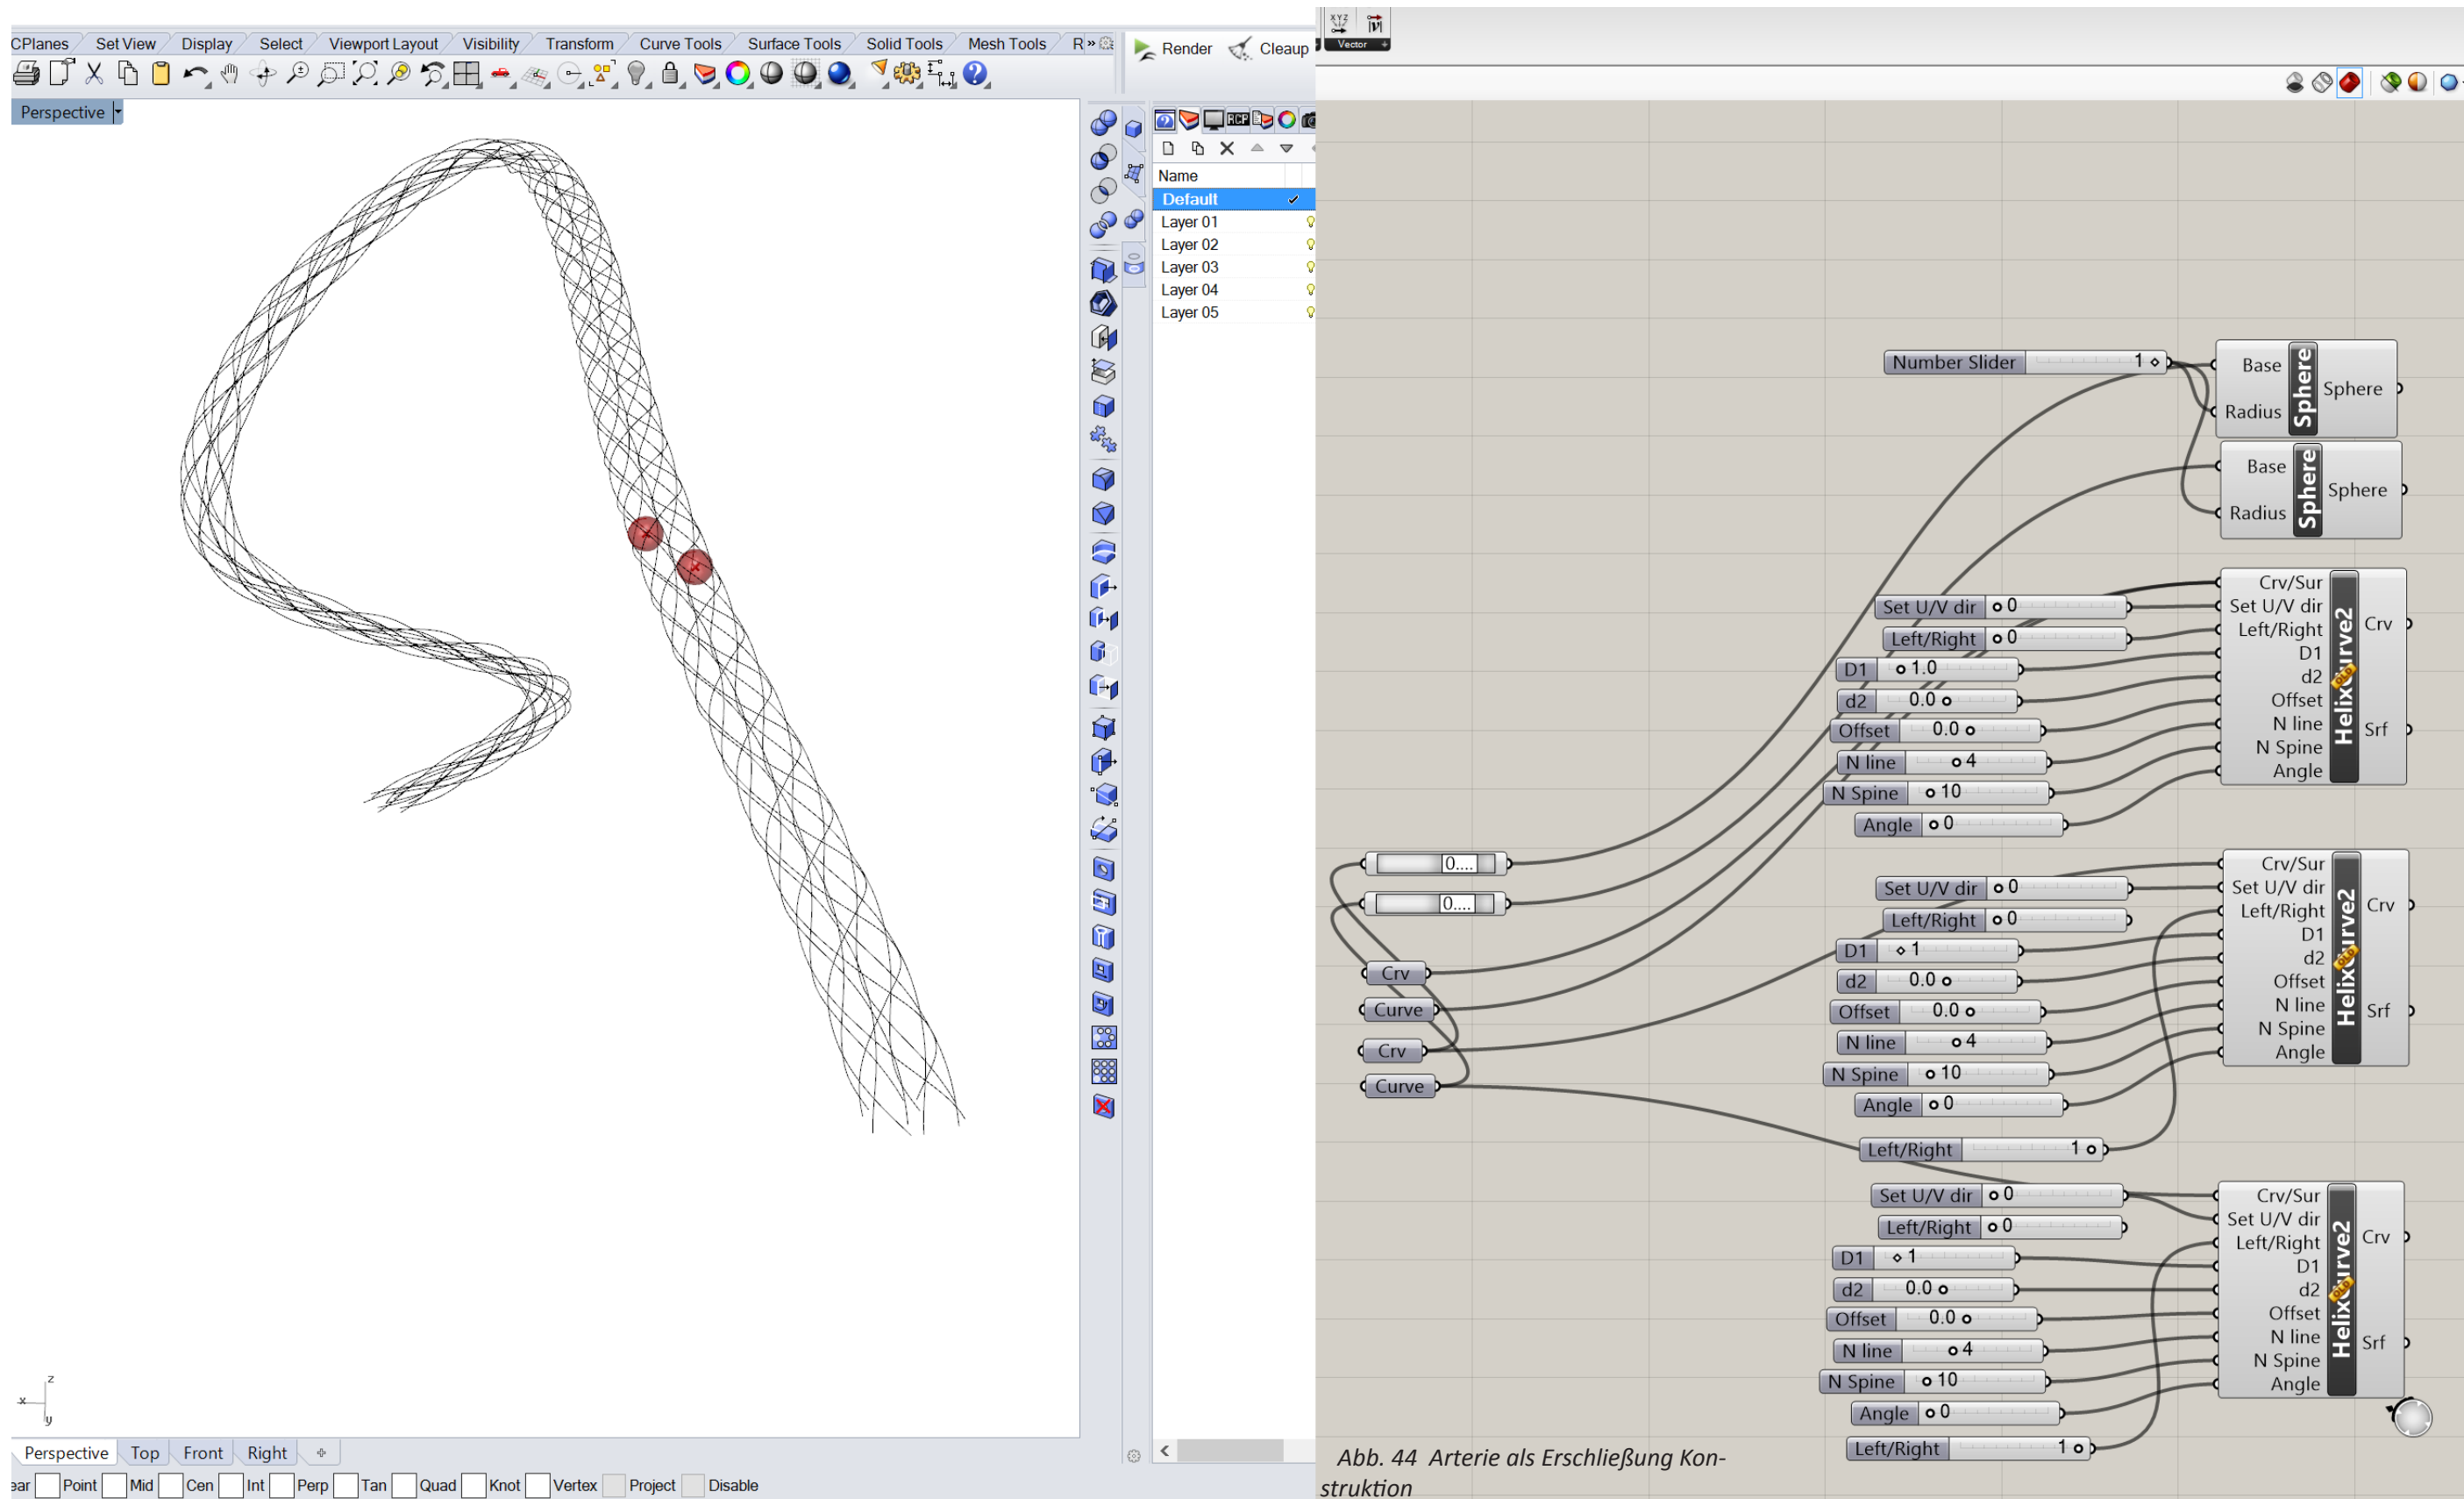 CPlanes Set View Display Select Viewport Layout Visibility Transform Curve Tools Surface Tools Solid Tools Mesh Tools R»
Render Cleaup
Vector
Perspective
RCP
Name
Default
Layer 01
Layer 02
Layer 03
Layer 04
Layer 05
z
x
y
Perspective Top Front Right
ear Point Mid Cen Int Perp Tan Quad Knot Vertex Project Disable
Number Slider 1
Base
Radius
Sphere
Sphere
Base
Radius
Sphere
Sphere
Set U/V dir 0
Left/Right 0
D1 1.0
d2 0.0
Offset 0.0
N line 4
N Spine 10
Angle 0
Crv/Sur
Set U/V dir
Left/Right
D1
d2
Offset
N line
N Spine
Angle
OLD
Crv
Srf
0....
0....
Crv
Curve
Crv
Curve
Set U/V dir 0
Left/Right 0
D1 1
d2 0.0
Offset 0.0
N line 4
N Spine 10
Angle 0
Left/Right 1
Crv/Sur
Set U/V dir
Left/Right
D1
d2
Offset
N line
N Spine
Angle
OLD
Crv
Srf
Set U/V dir 0
Left/Right 0
D1 1
d2 0.0
Offset 0.0
N line 4
N Spine 10
Angle 0
Left/Right 1
Crv/Sur
Set U/V dir
Left/Right
D1
d2
Offset
N line
N Spine
Angle
OLD
Crv
Srf
Abb. 44 Arterie als Erschließung Kon-
struktion